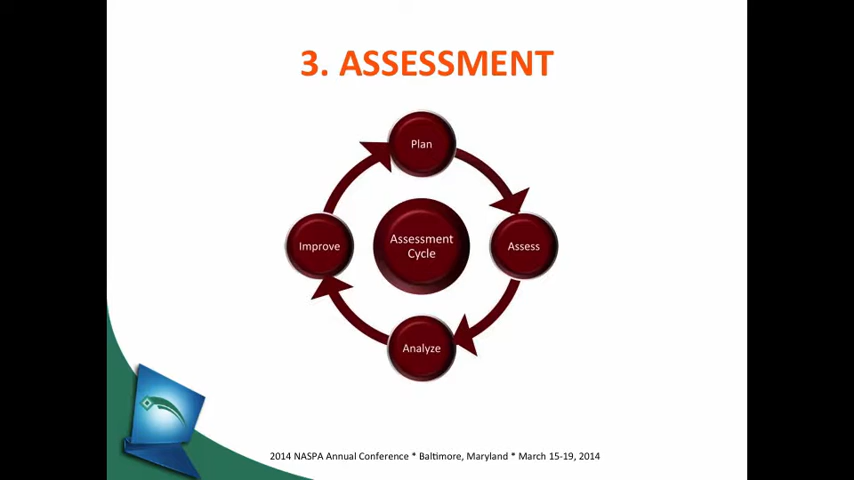 3. ASSESSMENT
Plan
Improve
Assessment
Cycle
Assess
Analyze
2014 NASPA Annual Conference * Baltimore, Maryland * March 15-19, 2014